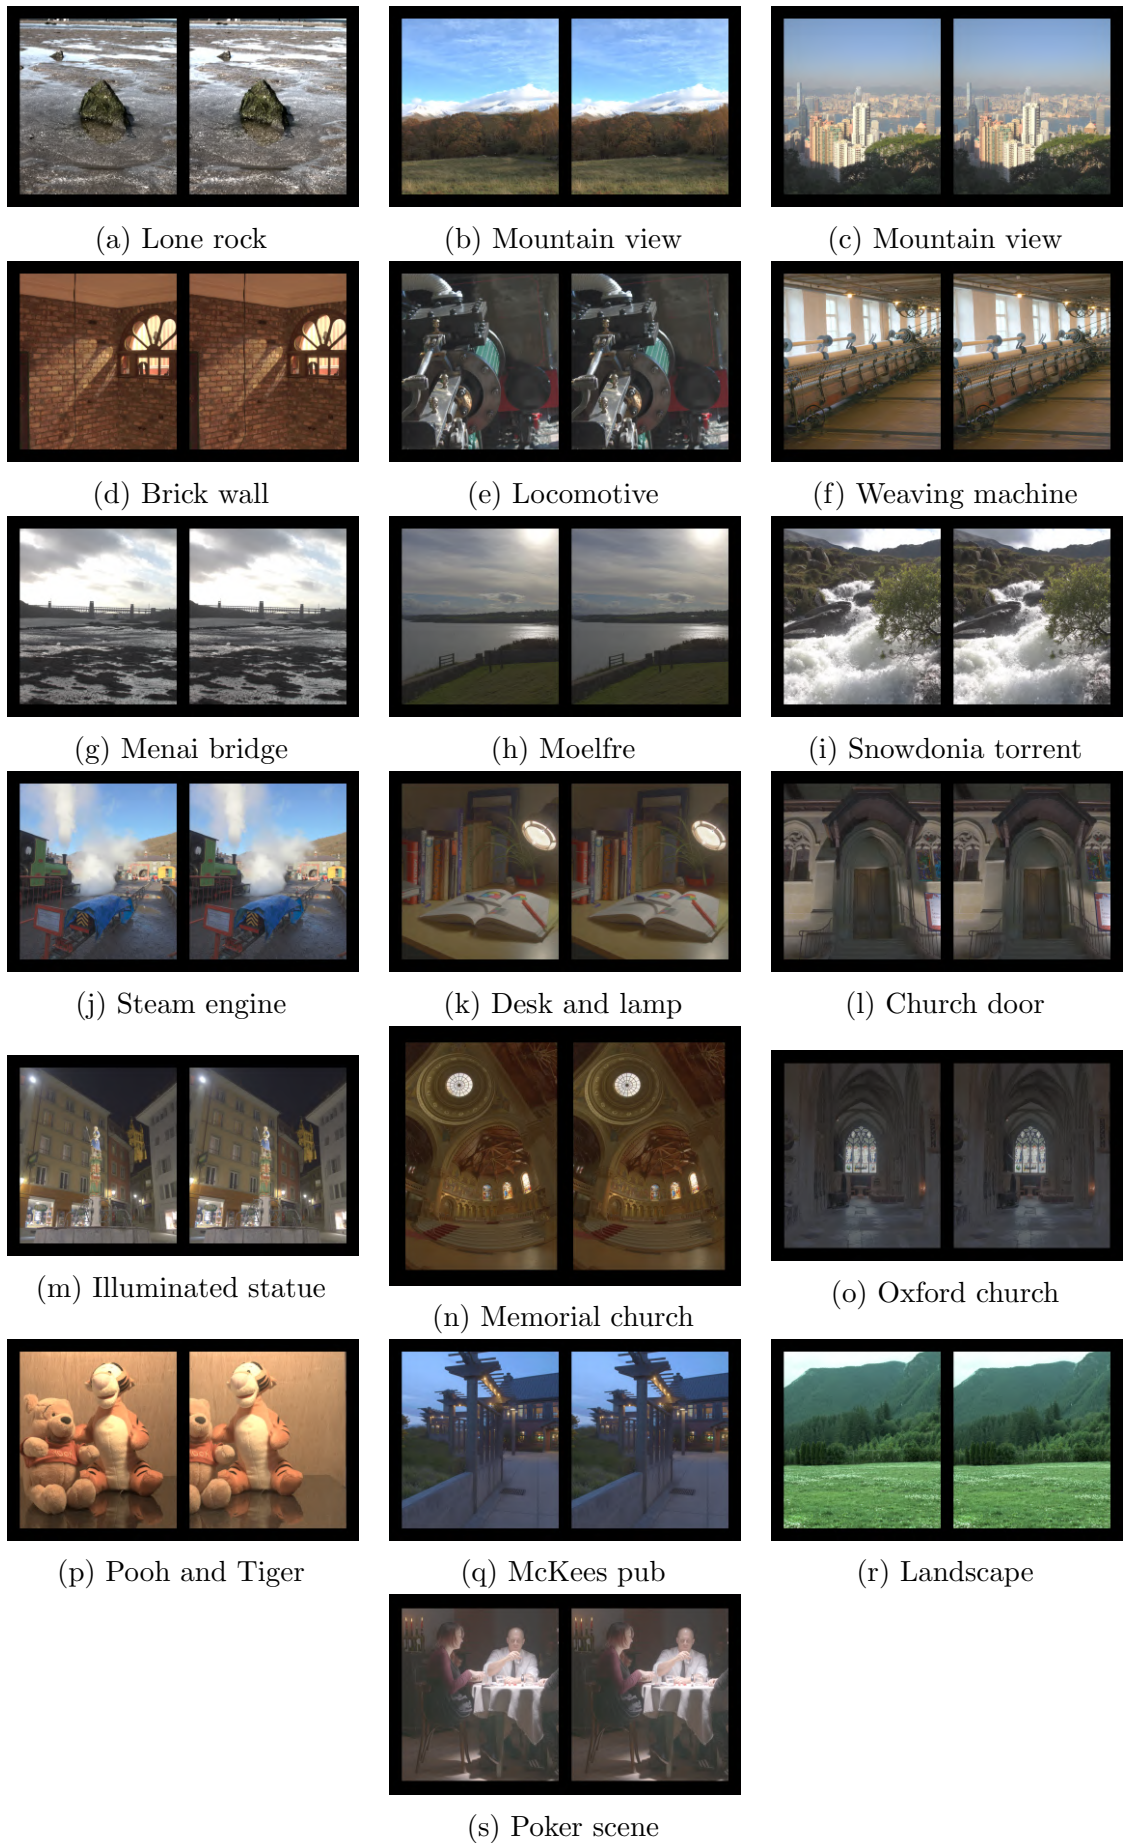 (a) Lone rock
(b) Mountain view
(c) Mountain view
(d) Brick wall
(e) Locomotive
(f) Weaving machine
(g) Menai bridge
(h) Moelfre
(i) Snowdonia torrent
(j) Steam engine
(k) Desk and lamp
(l) Church door
(m) Illuminated statue
(n) Memorial church
(o) Oxford church
(p) Pooh and Tiger
(q) McKees pub
(r) Landscape
(s) Poker scene